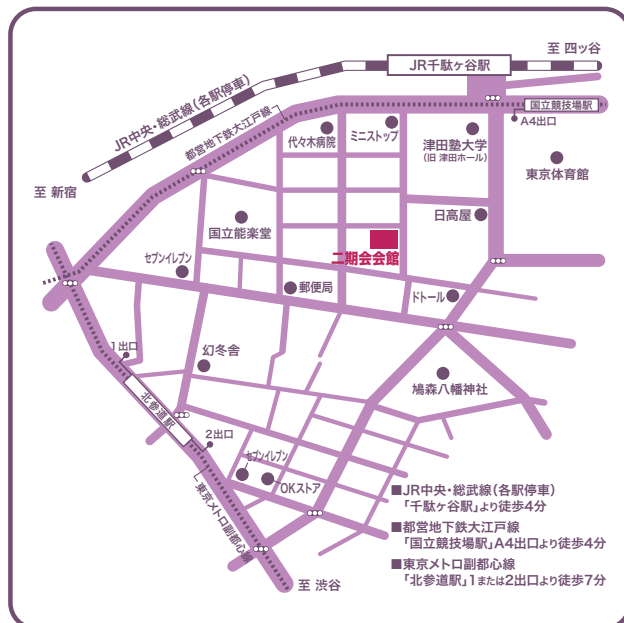 至 四ッ谷
JR千駄ヶ谷駅
JR中央・総武線(各駅停車)
国立競技場駅
A4出口
都営地下鉄大江戸線
代々木病院
ミニストップ
津田塾大学
(旧 津田ホール)
東京体育館
至 新宿
日高屋
国立能楽堂
二期会会館
セブンイレブン
郵便局
ドトール
1出口
幻冬舎
鳩森八幡神社
北参道駅
2出口
セブンイレブン
OKストア
東京メトロ副都心線
至 渋谷
■JR中央・総武線(各駅停車)
「千駄ヶ谷駅」より徒歩4分
■都営地下鉄大江戸線
「国立競技場駅」A4出口より徒歩4分
■東京メトロ副都心線
「北参道駅」1または2出口より徒歩7分